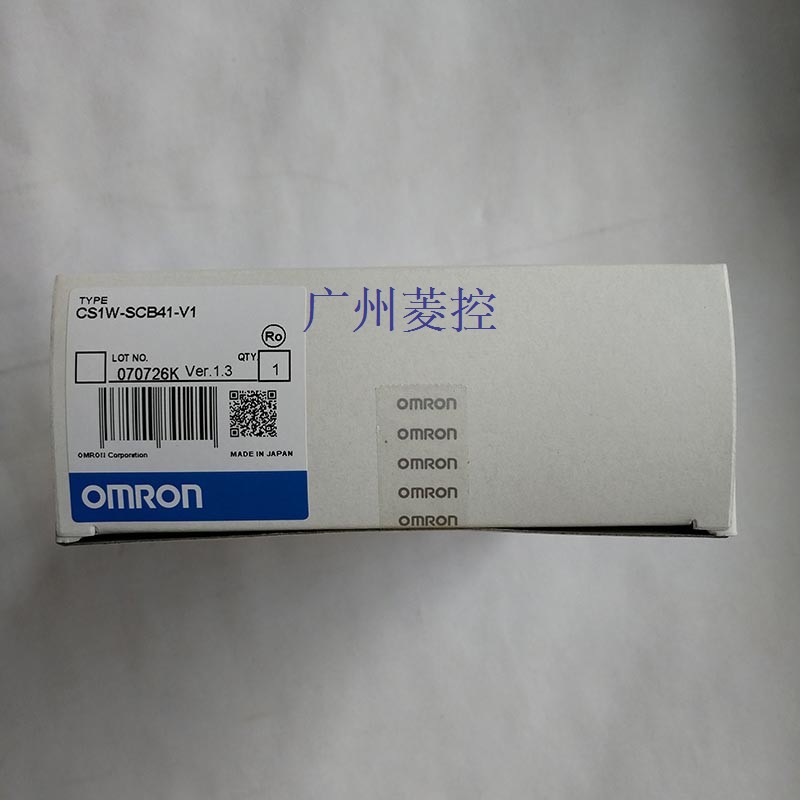 TYPE
CS1W-SCB41-V1
广州菱控
Ro
LOT NO.
QTY.
070726K Ver.1.3
1
OMRON Corporation
MADE IN JAPAN
OMRON
OMRON
OMRON
OMRON
OMRON
OMRON